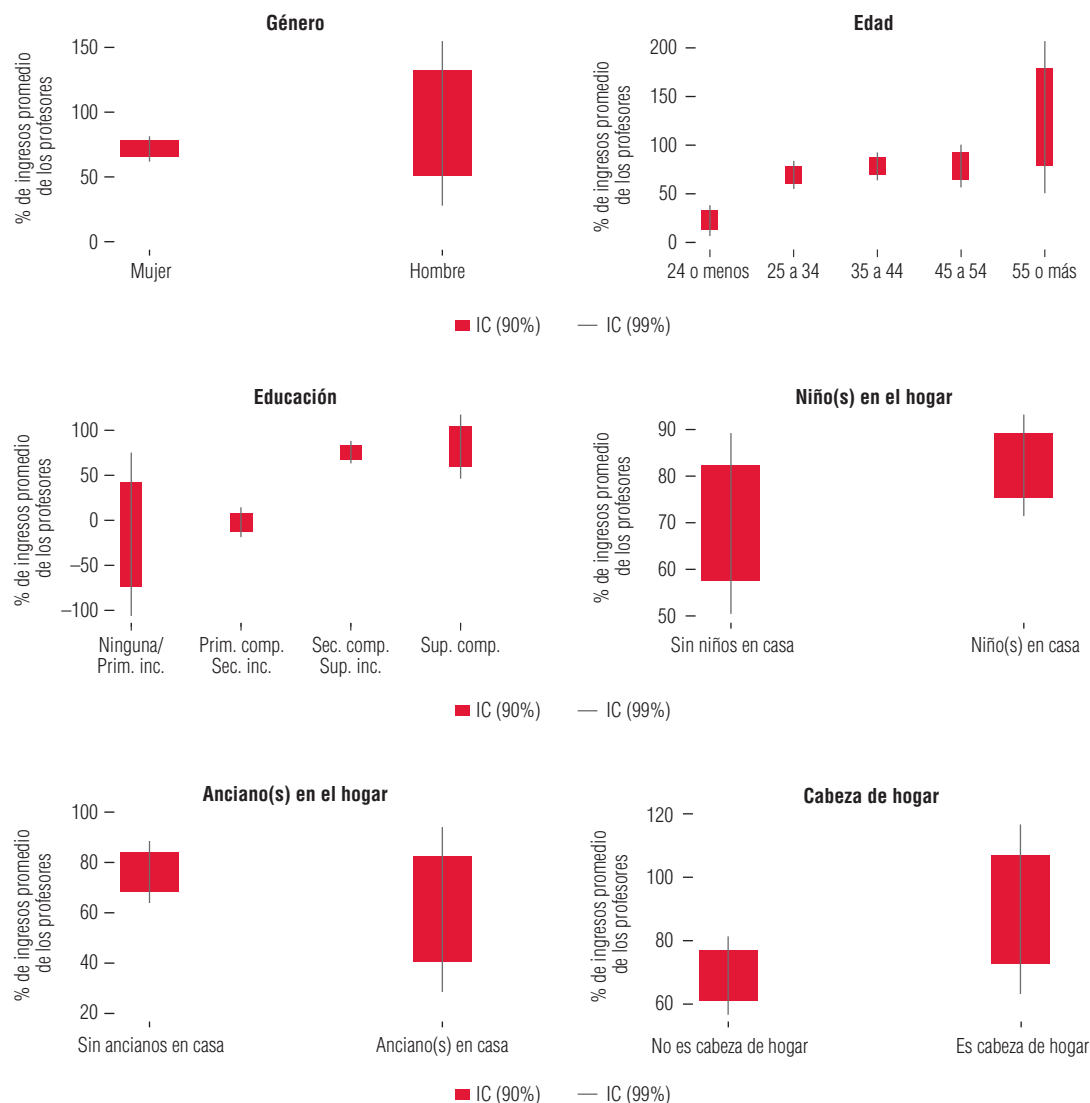 Género
% de ingresos promedio
de los profesores
150
100
50
0
Mujer
Hombre
Edad
% de ingresos promedio
de los profesores
200
150
100
50
0
24 o menos
25 a 34
35 a 44
45 a 54
55 o más
IC (90%)
IC (99%)
Educación
% de ingresos promedio
de los profesores
100
50
0
–50
–100
Ninguna/
Prim. inc.
Prim. comp.
Sec. inc.
Sec. comp.
Sup. inc.
Sup. comp.
Niño(s) en el hogar
% de ingresos promedio
de los profesores
90
80
70
60
50
Sin niños en casa
Niño(s) en casa
IC (90%)
IC (99%)
Anciano(s) en el hogar
% de ingresos promedio
de los profesores
100
80
60
40
20
Sin ancianos en casa
Anciano(s) en casa
Cabeza de hogar
% de ingresos promedio
de los profesores
120
100
80
60
No es cabeza de hogar
Es cabeza de hogar
IC (90%)
IC (99%)